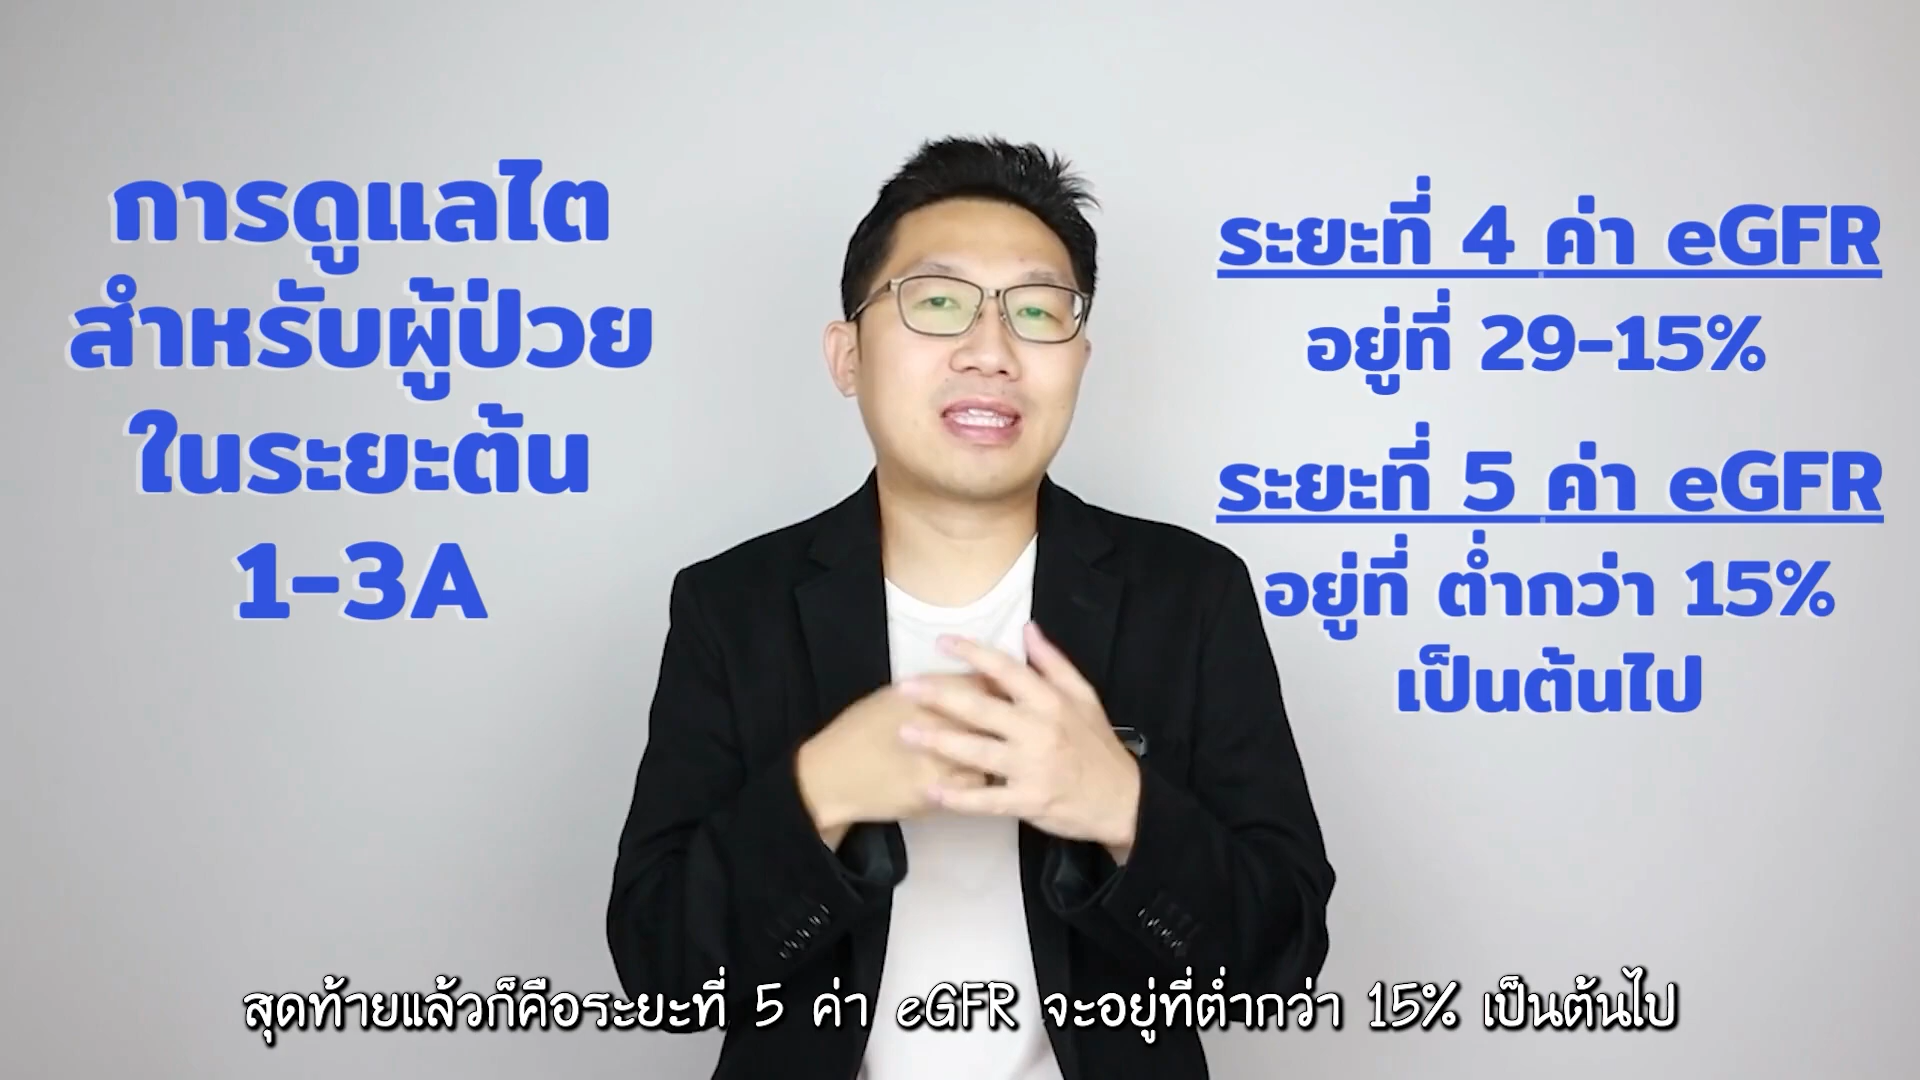 การดูแลไต
สำหรับผู้ป่วย
ในระยะต้น
1-3A
ระยะที่ 4 ค่า eGFR
อยู่ที่ 29-15%
ระยะที่ 5 ค่า eGFR
อยู่ที่ ต่ำกว่า 15%
เป็นต้นไป
สุดท้ายแล้วก็คือระยะที่ 5 ค่า eGFR จะอยู่ที่ต่ำกว่า 15% เป็นต้นไป